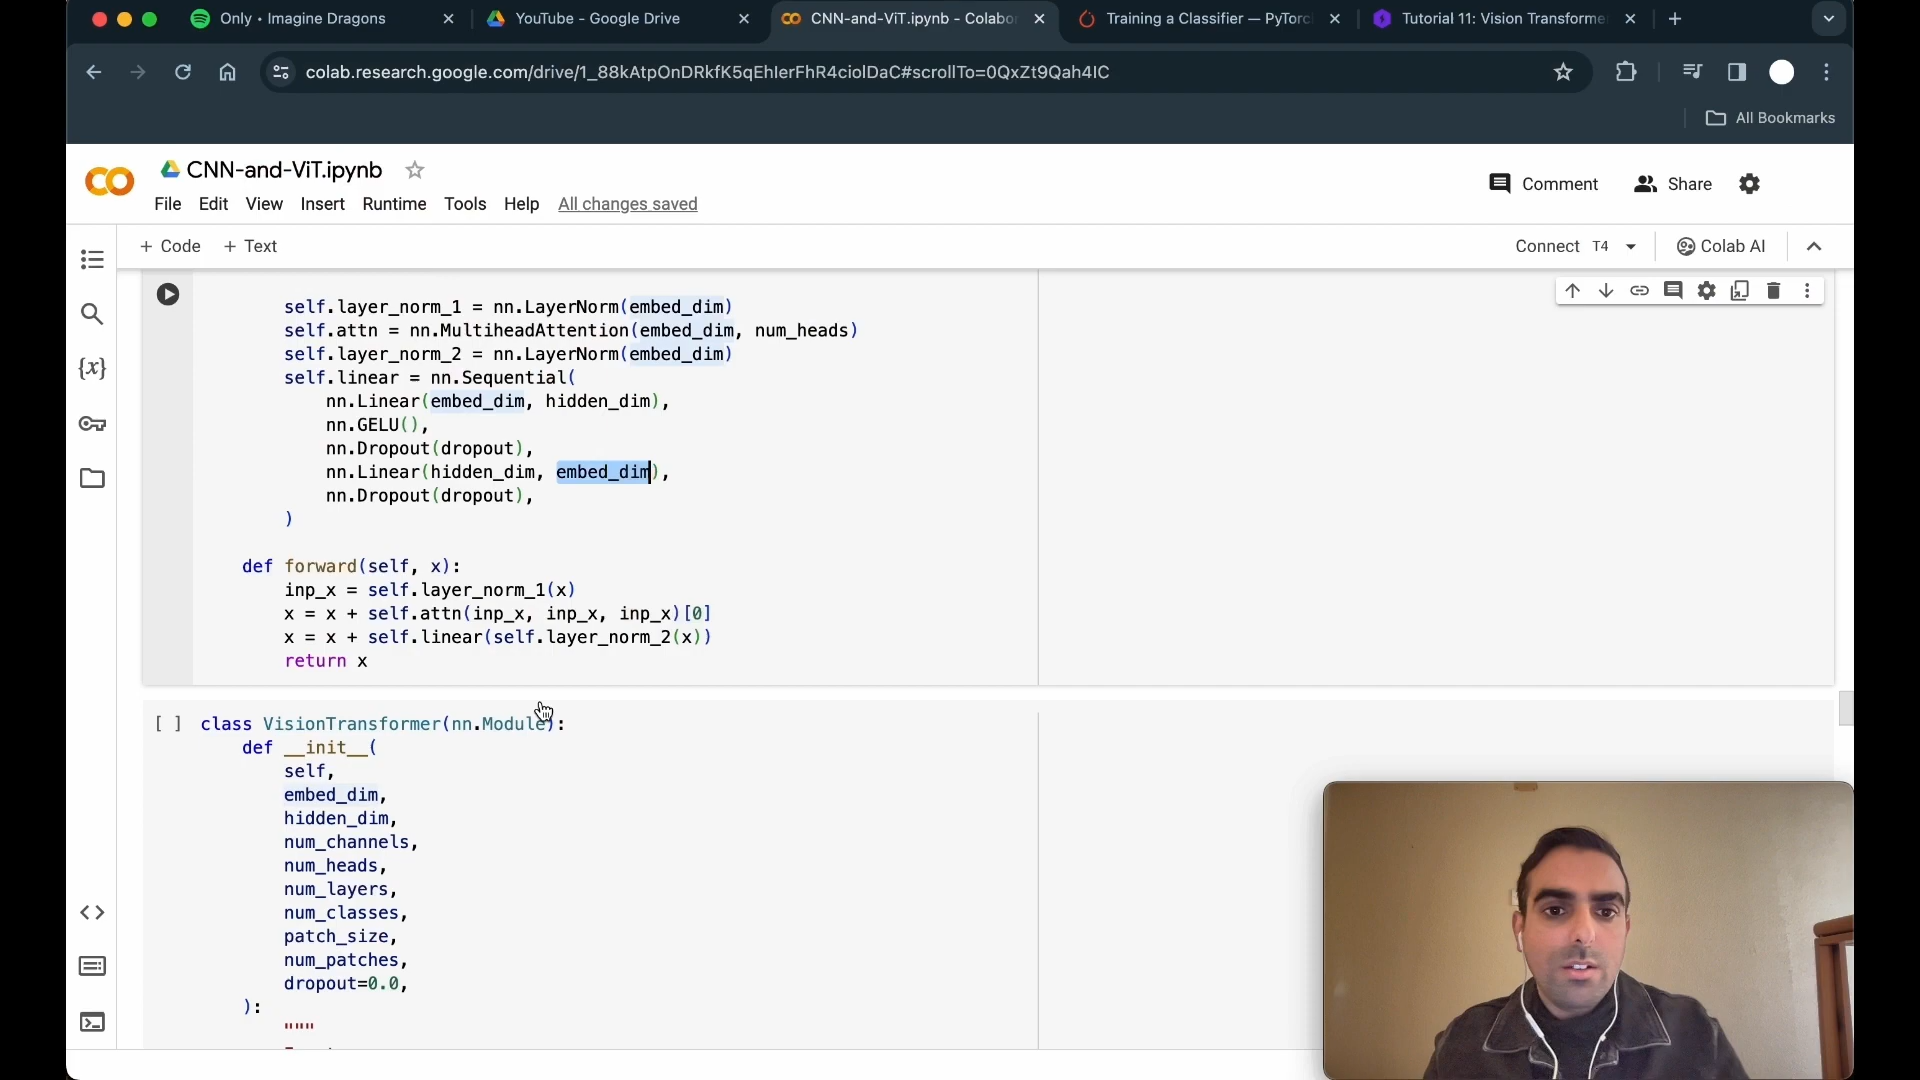 Only • Imagine Dragons
YouTube - Google Drive
CNN-and-ViT.ipynb - Colabo
Training a Classifier — PyTorc
Tutorial 11: Vision Transforme
colab.research.google.com/drive/1_88kAtpOnDRkfK5qEhlerFhR4ciolDaC#scrollTo=0QxZt9Qah4IC
All Bookmarks
CNN-and-ViT.ipynb
Comment
Share
File Edit View Insert Runtime Tools Help All changes saved
+ Code + Text
Connect T4
Colab AI
self.layer_norm_1 = nn.LayerNorm(embed_dim)
self.attn = nn.MultiheadAttention(embed_dim, num_heads)
self.layer_norm_2 = nn.LayerNorm(embed_dim)
self.linear = nn.Sequential(
nn.Linear(embed_dim, hidden_dim),
nn.GELU(),
nn.Dropout(dropout),
nn.Linear(hidden_dim, embed_dim),
nn.Dropout(dropout),
)
def forward(self, x):
inp_x = self.layer_norm_1(x)
x = x + self.attn(inp_x, inp_x, inp_x)[0]
x = x + self.linear(self.layer_norm_2(x))
return x
[ ] class VisionTransformer(nn.Module):
def __init__(
self,
embed_dim,
hidden_dim,
num_channels,
num_heads,
num_layers,
num_classes,
patch_size,
num_patches,
dropout=0.0,
):
"""